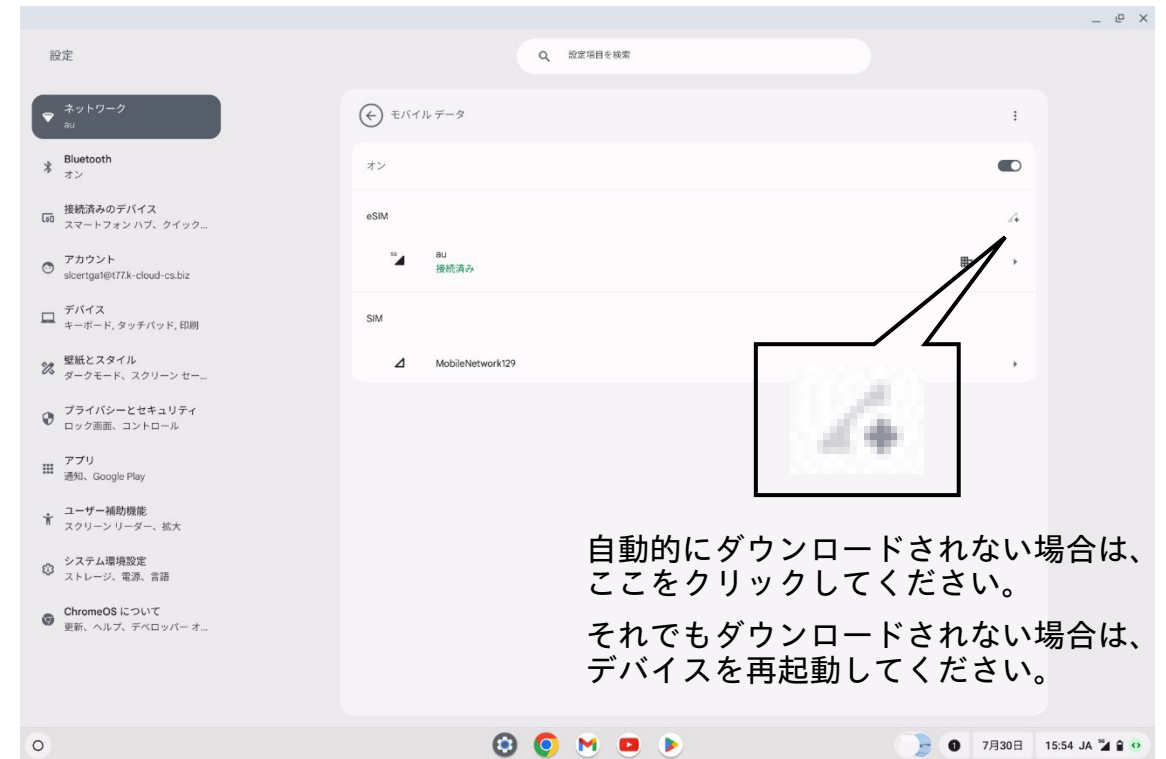 設定
設定項目を検索
ネットワーク
au
Bluetooth
オン
接続済みのデバイス
スマートフォン ハブ、クイック...
アカウント
slcertga1@t77.k-cloud-cs.biz
デバイス
キーボード, タッチパッド, 印刷
壁紙とスタイル
ダークモード、スクリーン セー...
プライバシーとセキュリティ
ロック画面、コントロール
アプリ
通知、Google Play
ユーザー補助機能
スクリーン リーダー、拡大
システム環境設定
ストレージ、電源、言語
ChromeOS について
更新、ヘルプ、デベロッパー オ...
モバイル データ
オン
eSIM
5G
au
接続済み
SIM
MobileNetwork129
自動的にダウンロードされない場合は、
ここをクリックしてください。
それでもダウンロードされない場合は、
デバイスを再起動してください。
1 7月30日 15:54 JA 5G